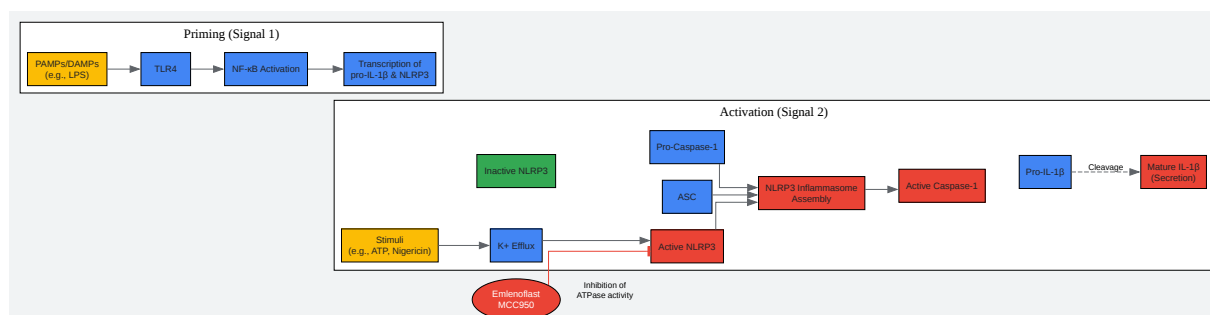 Priming (Signal 1)
PAMPs/DAMPs
(e.g., LPS)
TLR4
NF-κB Activation
Transcription of
pro-IL-1β & NLRP3
Activation (Signal 2)
Pro-Caspase-1
Inactive NLRP3
ASC
NLRP3 Inflammasome
Assembly
Active Caspase-1
Pro-IL-1β
Cleavage
Mature IL-1β
(Secretion)
Stimuli
(e.g., ATP, Nigericin)
K+ Efflux
Active NLRP3
Emlenoflast
MCC950
Inhibition of
ATPase activity